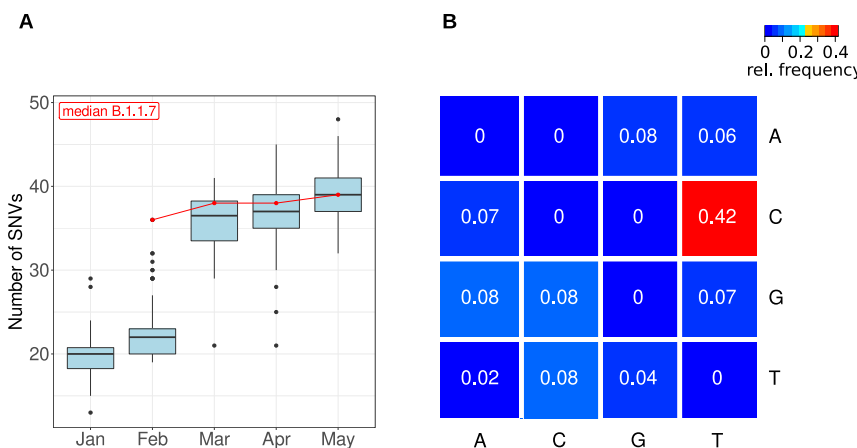 A
B
0 0.2 0.4
rel. frequency
median B.1.1.7
Number of SNVs
50
40
30
20
Jan Feb Mar Apr May
0 0 0.08 0.06 A
0.07 0 0 0.42 C
0.08 0.08 0 0.07 G
0.02 0.08 0.04 0 T
A C G T